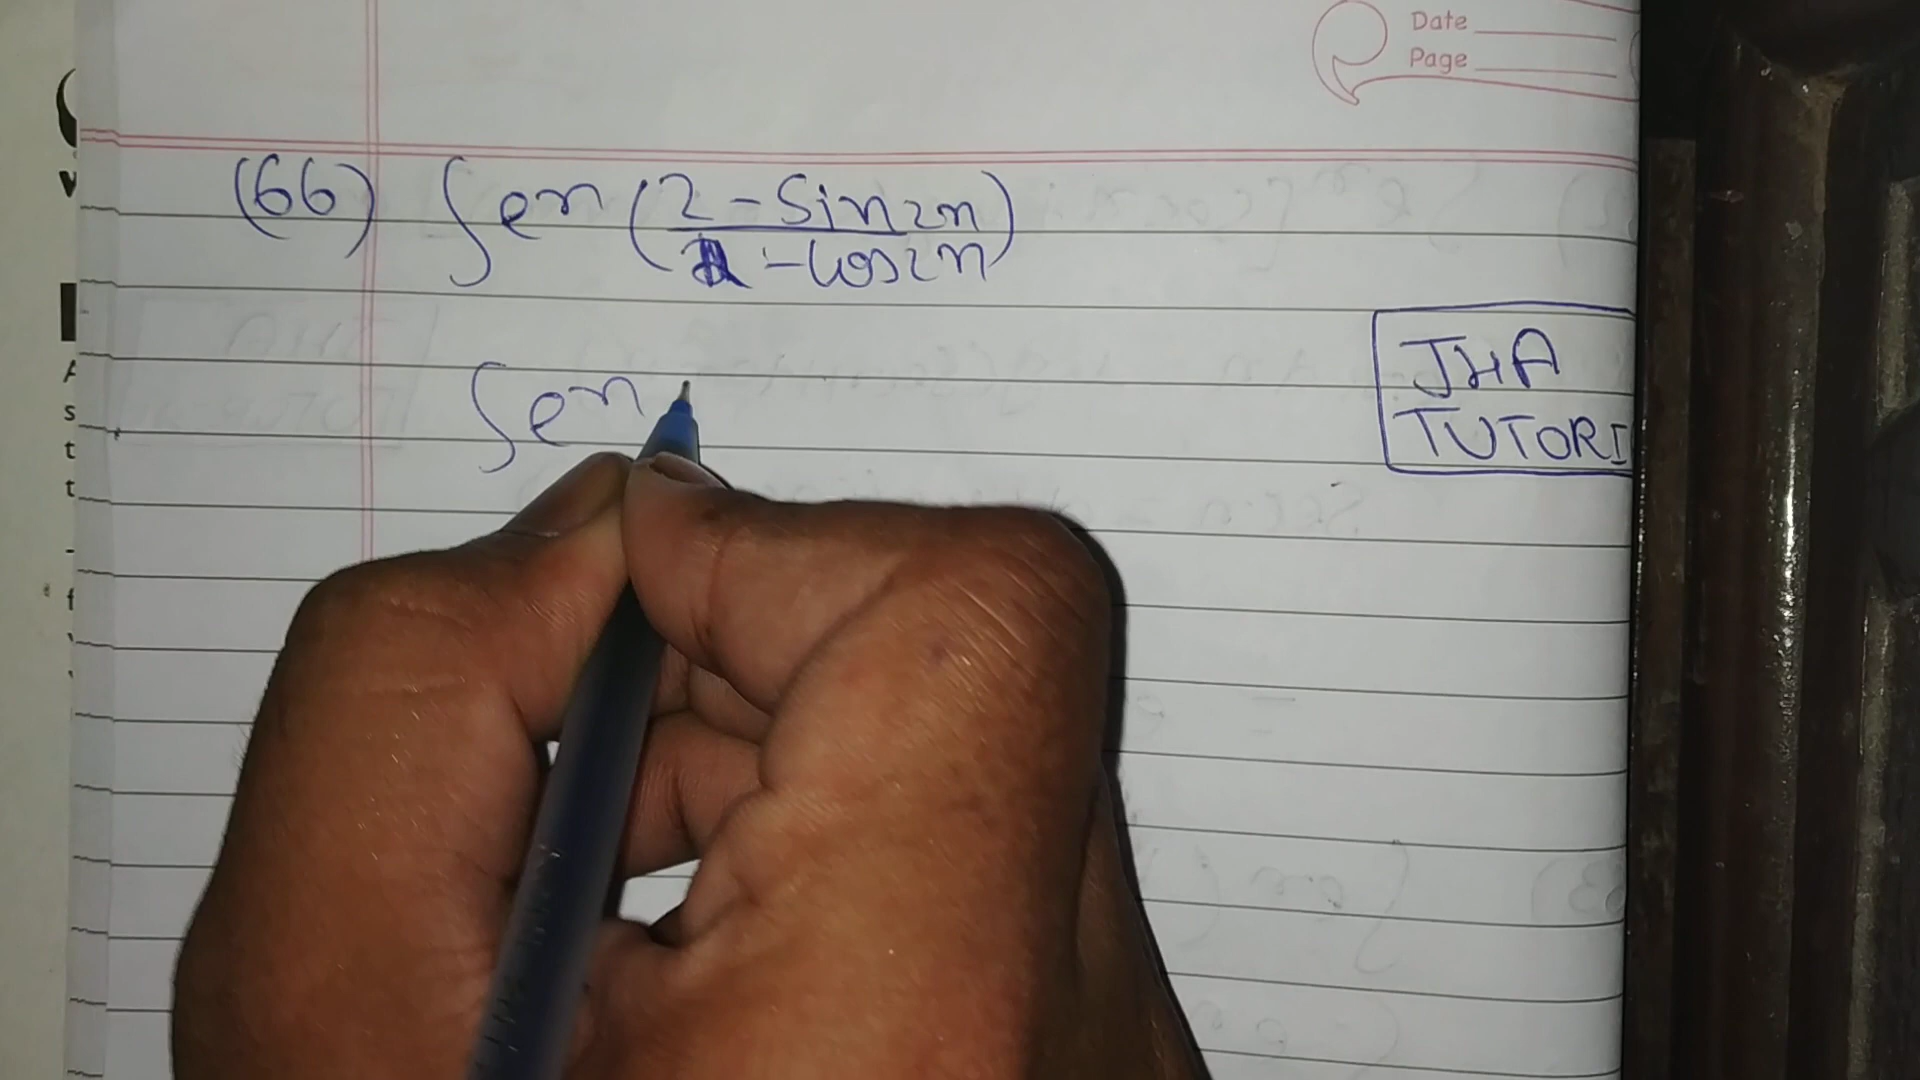 Date
Page
(66) ∫ex (2 - Sin2x / 1 - Cos2x)
∫ex
JHA
TUTORI
A
s
t
t
f